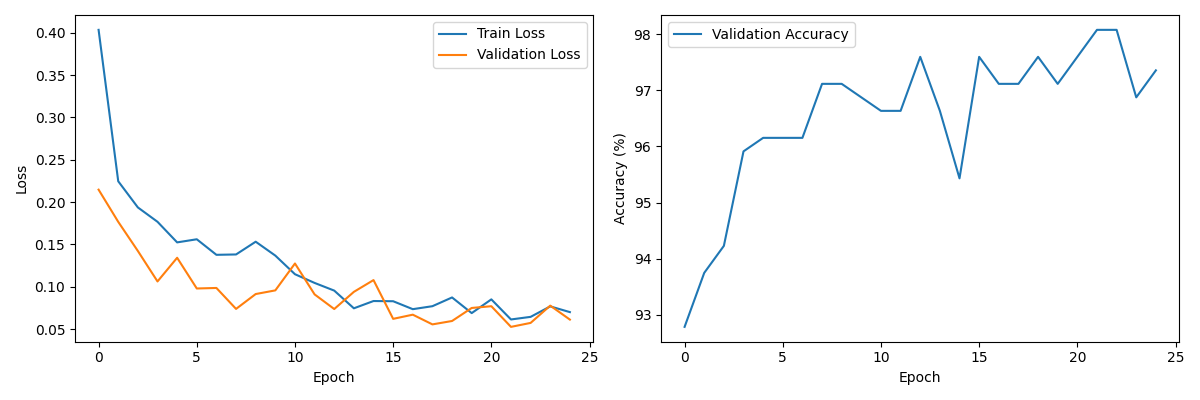 Train Loss
Validation Loss
0.40
0.35
0.30
0.25
0.20
0.15
0.10
0.05
Loss
0 5 10 15 20 25
Epoch
Validation Accuracy
98
97
96
95
94
93
Accuracy (%)
0 5 10 15 20 25
Epoch